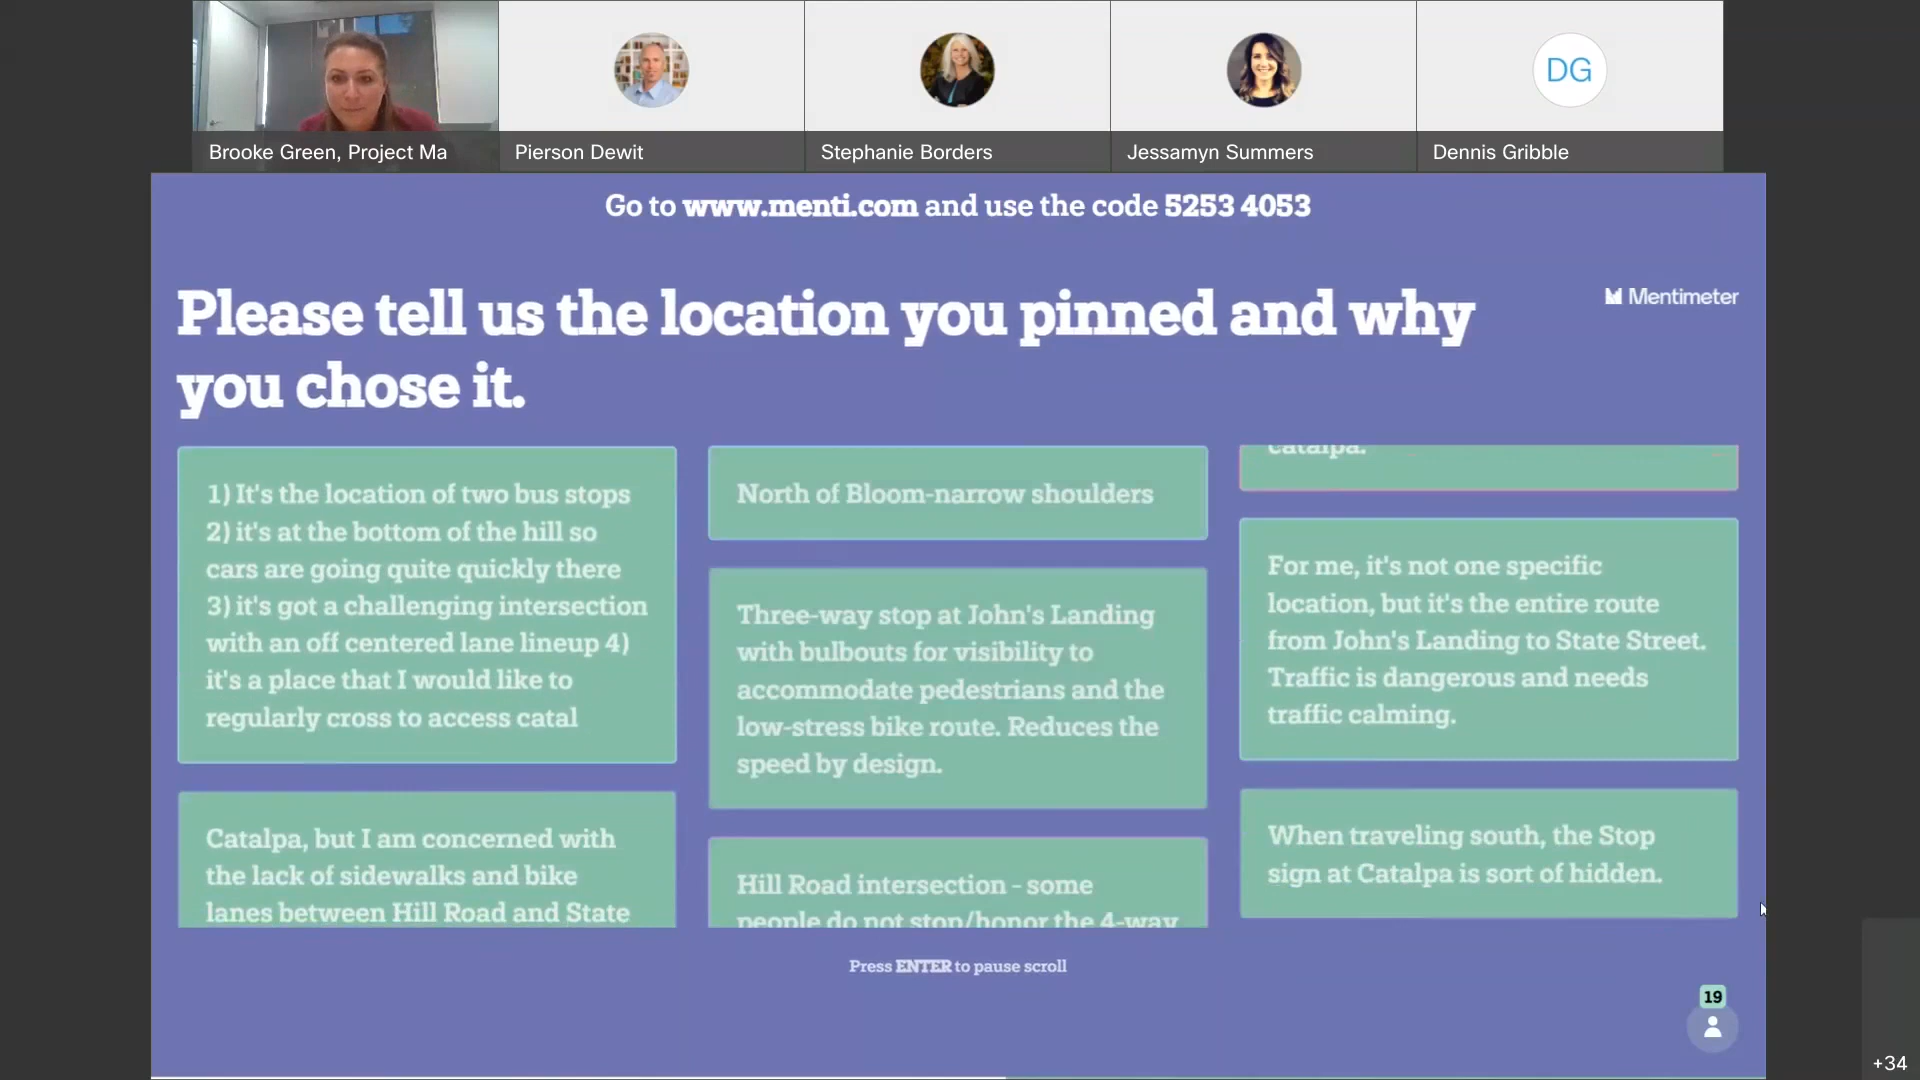 Brooke Green, Project Ma
Pierson Dewit
Stephanie Borders
Jessamyn Summers
DG
Dennis Gribble
Go to www.menti.com and use the code 5253 4053
Please tell us the location you pinned and why
you chose it.
Mentimeter
1) It's the location of two bus stops
2) it's at the bottom of the hill so
cars are going quite quickly there
3) it's got a challenging intersection
with an off centered lane lineup 4)
it's a place that I would like to
regularly cross to access catal
Catalpa, but I am concerned with
the lack of sidewalks and bike
lanes between Hill Road and State
North of Bloom-narrow shoulders
Three-way stop at John's Landing
with bulbouts for visibility to
accommodate pedestrians and the
low-stress bike route. Reduces the
speed by design.
Hill Road intersection - some
people do not stop/honor the 4-way
catalpa.
For me, it's not one specific
location, but it's the entire route
from John's Landing to State Street.
Traffic is dangerous and needs
traffic calming.
When traveling south, the Stop
sign at Catalpa is sort of hidden.
Press ENTER to pause scroll
19
+34